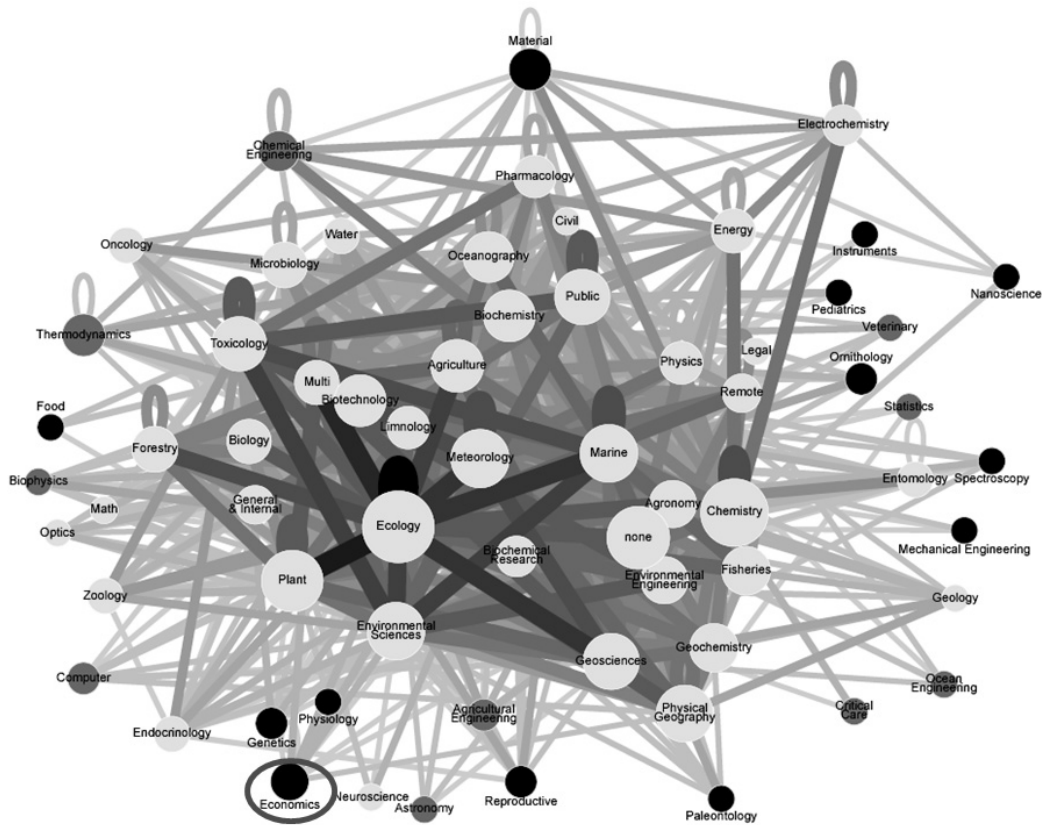 Material
Electrochemistry
Chemical
Engineering
Pharmacology
Civil
Energy
Water
Oncology
Oceanography
Microbiology
Instruments
Public
Nanoscience
Pediatrics
Biochemistry
Veterinary
Thermodynamics
Toxicology
Legal
Ornithology
Agriculture
Physics
Multi
Remote
Biotechnology
Food
Statistics
Limnology
Biology
Forestry
Marine
Meteorology
Entomology
Spectroscopy
Biophysics
General
& Internal
Agronomy
Math
Chemistry
Ecology
Optics
none
Mechanical Engineering
Biochemical
Research
Plant
Environmental
Engineering
Fisheries
Zoology
Geology
Environmental
Sciences
Geochemistry
Geosciences
Computer
Ocean
Engineering
Physical
Geography
Agricultural
Engineering
Critical
Care
Physiology
Endocrinology
Genetics
Economics
Neuroscience
Reproductive
Astronomy
Paleontology